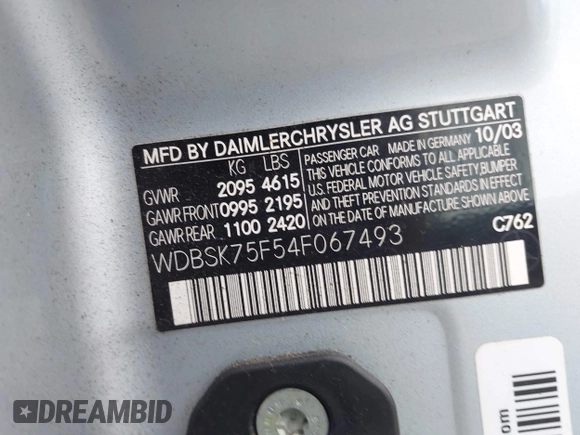 MFD BY DAIMLERCHRYSLER AG STUTTGART
KG LBS
GVWR 2095 4615
GAWR FRONT 0995 2195
GAWR REAR 1100 2420
PASSENGER CAR MADE IN GERMANY 10/03
THIS VEHICLE CONFORMS TO ALL APPLICABLE
U.S. FEDERAL MOTOR VEHICLE SAFETY,BUMPER
AND THEFT PREVENTION STANDARDS IN EFFECT
ON THE DATE OF MANUFACTURE SHOWN ABOVE.
C762
WDBSK75F54F067493
om
DREAMBID